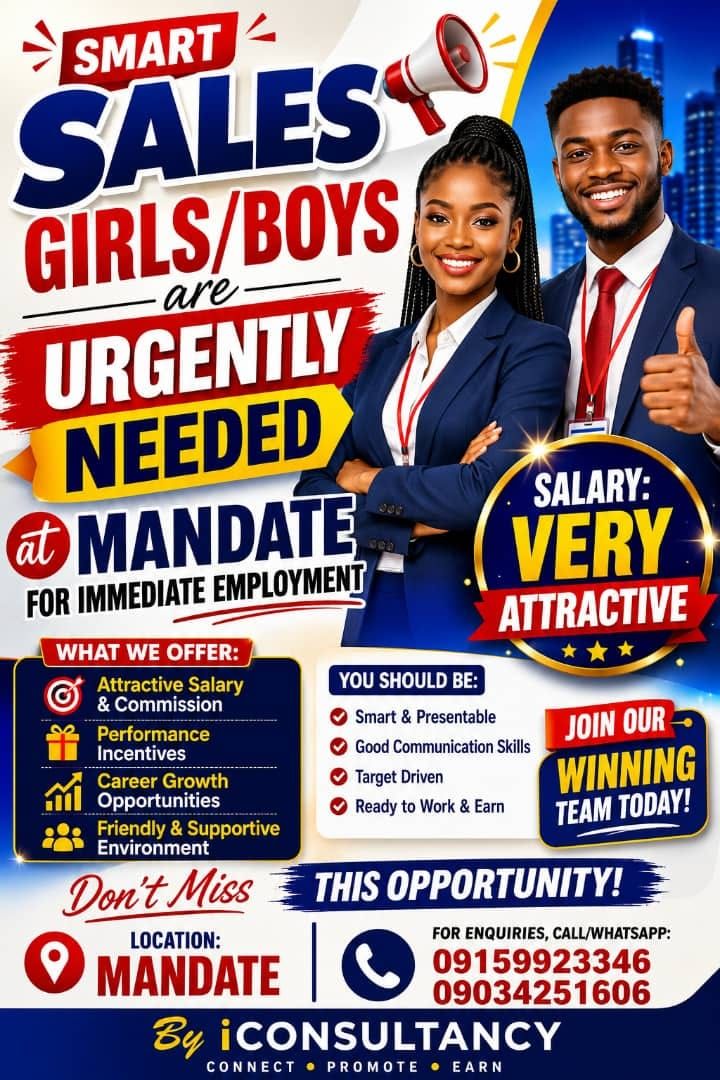 SMART
SALES
GIRLS/BOYS
are
URGENTLY
NEEDED
at MANDATE
FOR IMMEDIATE EMPLOYMENT
SALARY:
VERY
ATTRACTIVE
WHAT WE OFFER:
Attractive Salary
& Commission
Performance
Incentives
Career Growth
Opportunities
Friendly & Supportive
Environment
YOU SHOULD BE:
Smart & Presentable
Good Communication Skills
Target Driven
Ready to Work & Earn
JOIN OUR
WINNING
TEAM TODAY!
Don't Miss THIS OPPORTUNITY!
LOCATION:
MANDATE
FOR ENQUIRIES, CALL/WHATSAPP:
09159923346
09034251606
By iCONSULTANCY
CONNECT • PROMOTE • EARN